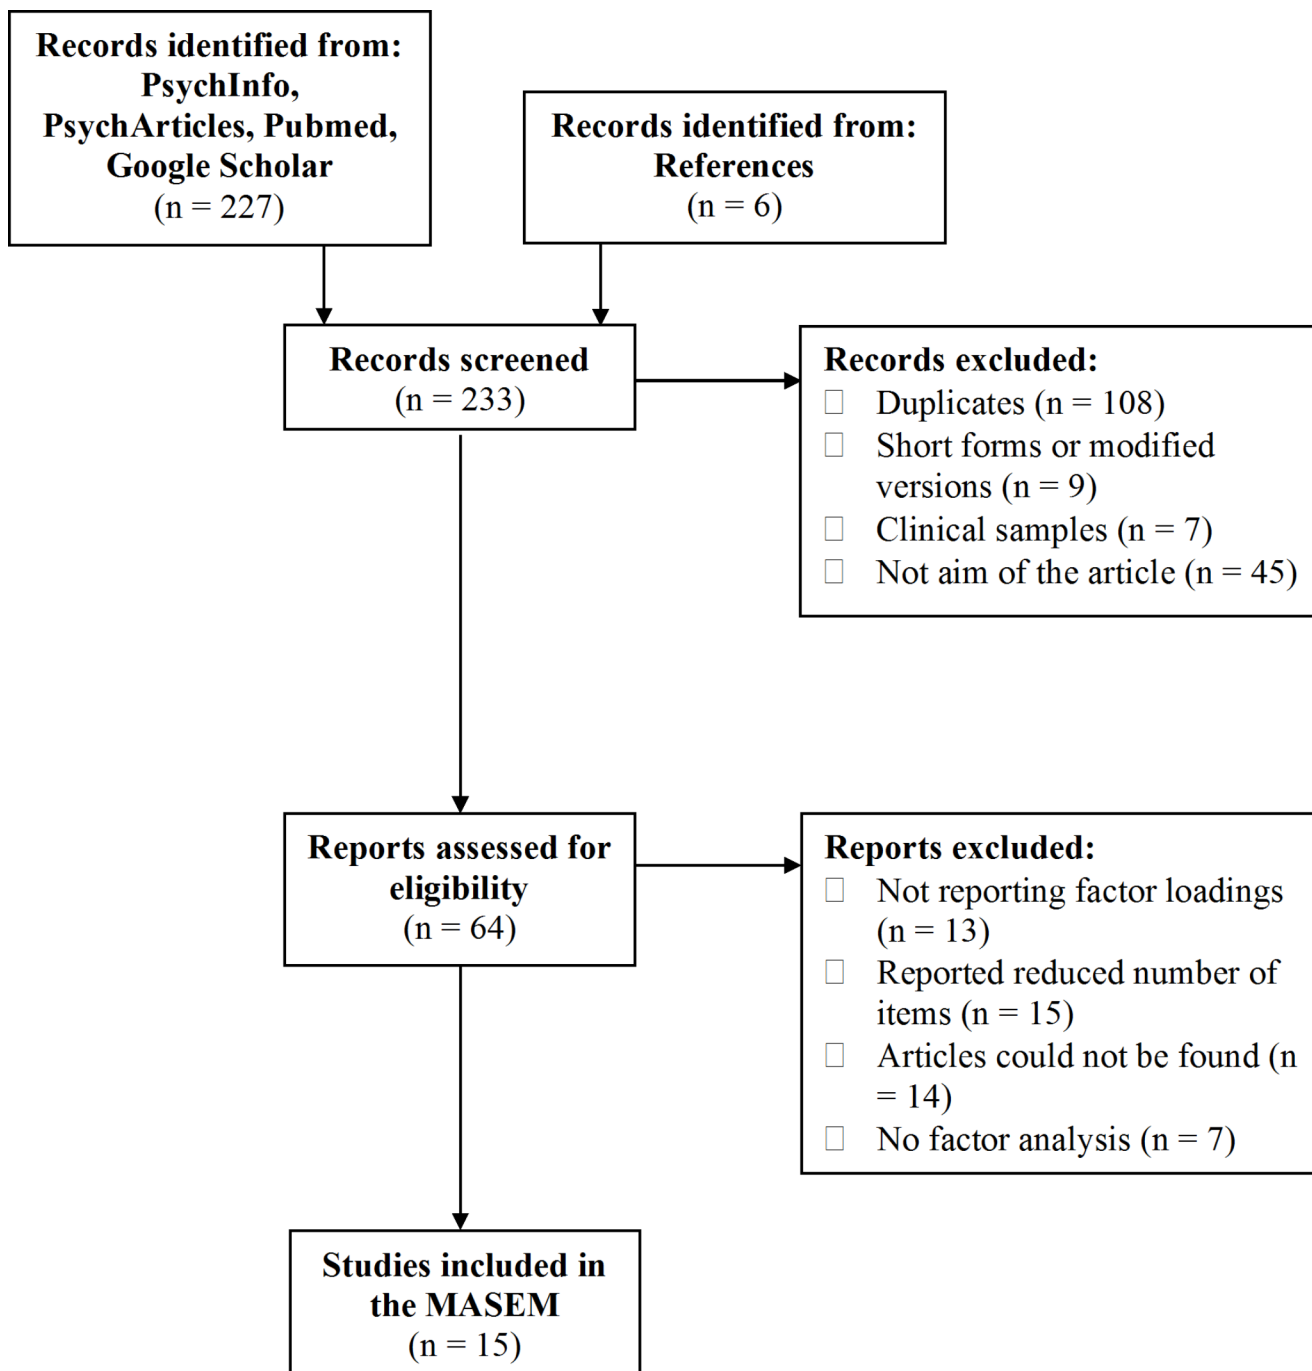 Records identified from:
PsychInfo,
PsychArticles, Pubmed,
Google Scholar
(n = 227)
Records identified from:
References
(n = 6)
Records screened
(n = 233)
Records excluded:
Duplicates (n = 108)
Short forms or modified
versions (n = 9)
Clinical samples (n = 7)
Not aim of the article (n = 45)
Reports assessed for
eligibility
(n = 64)
Reports excluded:
Not reporting factor loadings
(n = 13)
Reported reduced number of
items (n = 15)
Articles could not be found (n
= 14)
No factor analysis (n = 7)
Studies included in
the MASEM
(n = 15)